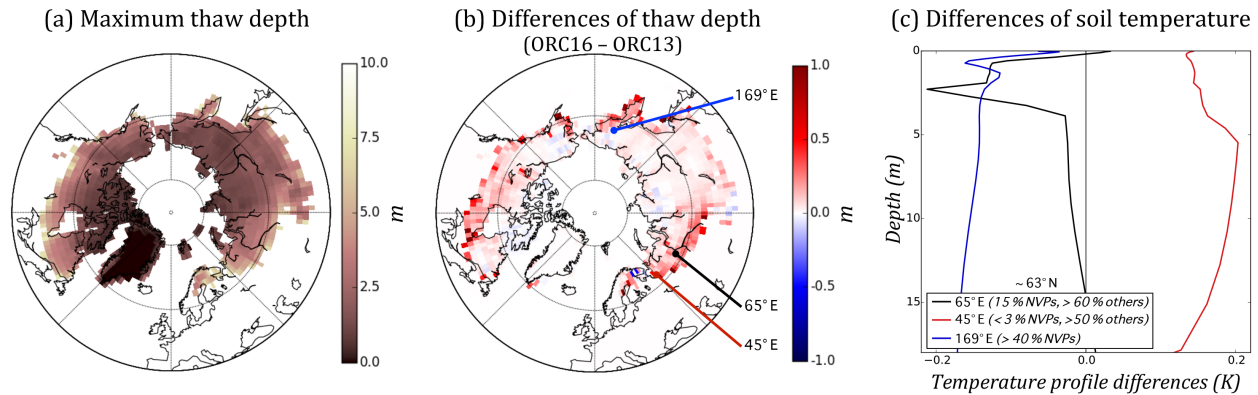 (a) Maximum thaw depth
10.0
7.5
5.0
2.5
0.0
m
(b) Differences of thaw depth
(ORC16 – ORC13)
1.0
0.5
0.0
−0.5
−1.0
m
169°E
65°E
45°E
(c) Differences of soil temperature
0
5
10
15
Depth (m)
~ 63°N
65°E (15 % NVPs, > 60 % others)
45°E (< 3 % NVPs, >50 % others)
169°E (> 40 % NVPs)
−0.2
0.0
0.2
Temperature profile differences (K)